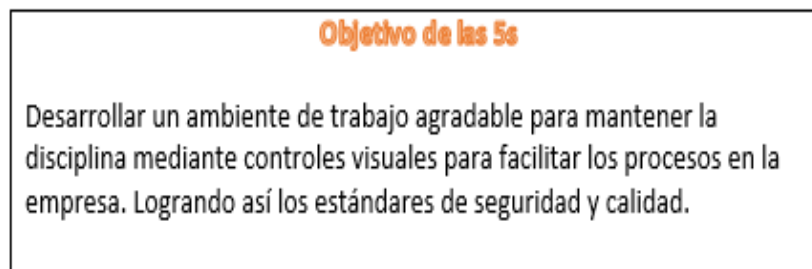 Objetivo de las 5s
Desarrollar un ambiente de trabajo agradable para mantener la
disciplina mediante controles visuales para facilitar los procesos en la
empresa. Logrando así los estándares de seguridad y calidad.